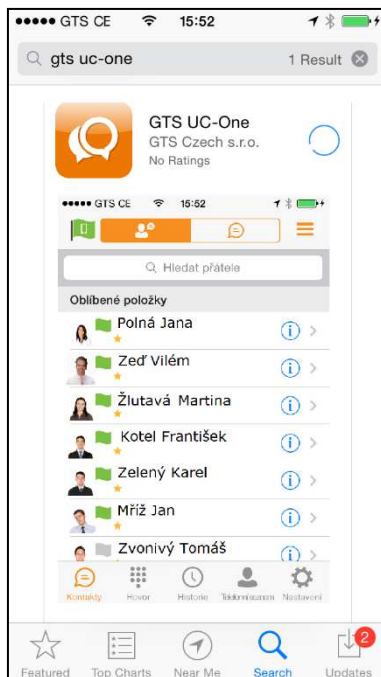 GTS CE 15:52
gts uc-one 1 Result
GTS UC-One
GTS Czech s.r.o.
No Ratings
GTS CE 15:52
Hledat přátele
Oblíbené položky
Polná Jana
Zeď Vilém
Žlutavá Martina
Kotel František
Zelený Karel
Mříž Jan
Zvonivý Tomáš
Kontakty Hovor Historie Nastavení
2
Featured Top Charts Near Me Search Updates